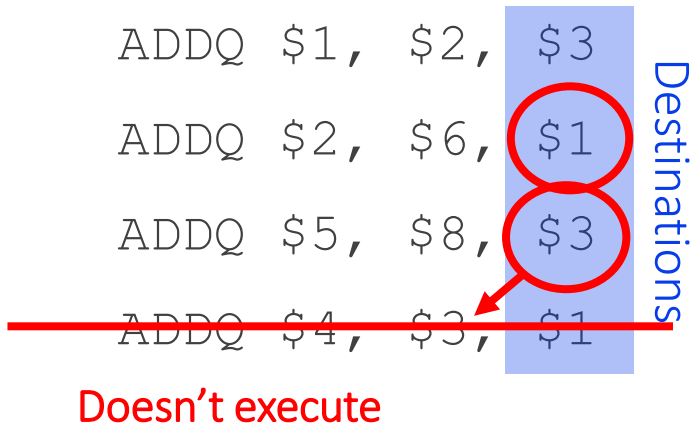 ADDQ $1, $2, $3
ADDQ $2, $6, $1
ADDQ $5, $8, $3
ADDQ $4, $3, $1
Destinations
Doesn’t execute